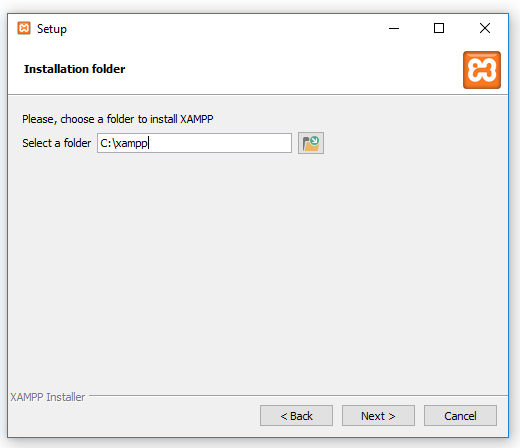 Setup
Installation folder
Please, choose a folder to install XAMPP
Select a folder C:\xampp
XAMPP Installer
< Back Next > Cancel